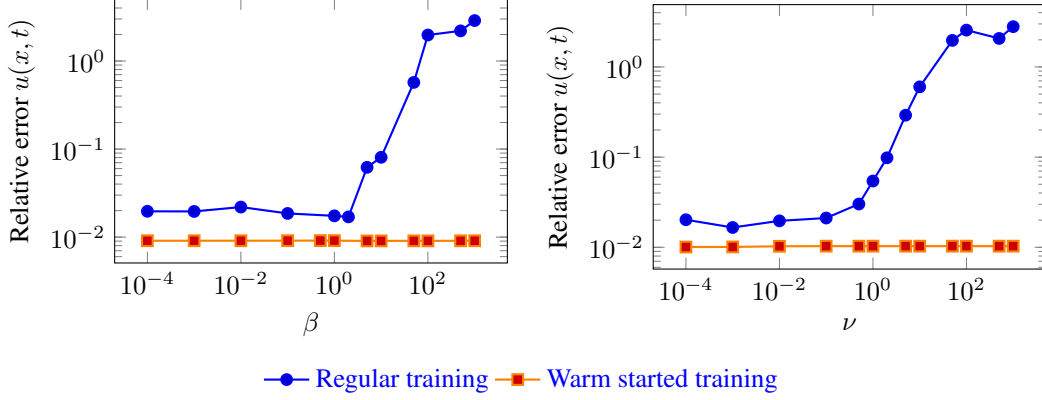 Relative error u(x, t)
10^0
10^{-1}
10^{-2}
10^{-4}
10^{-2}
10^0
10^2
β
Relative error u(x, t)
10^0
10^{-1}
10^{-2}
10^{-4}
10^{-2}
10^0
10^2
ν
Regular training Warm started training